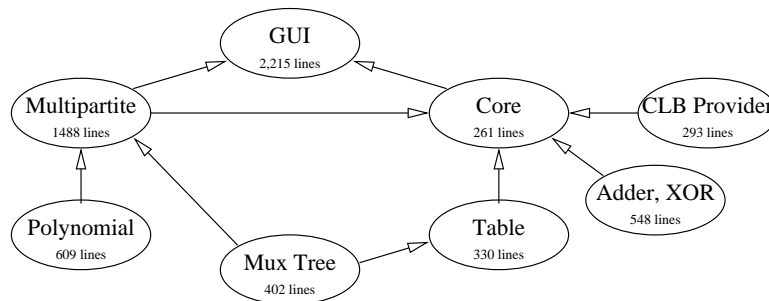 GUI
2,215 lines
Multipartite
1488 lines
Core
261 lines
CLB Provider
293 lines
Polynomial
609 lines
Mux Tree
402 lines
Table
330 lines
Adder, XOR
548 lines